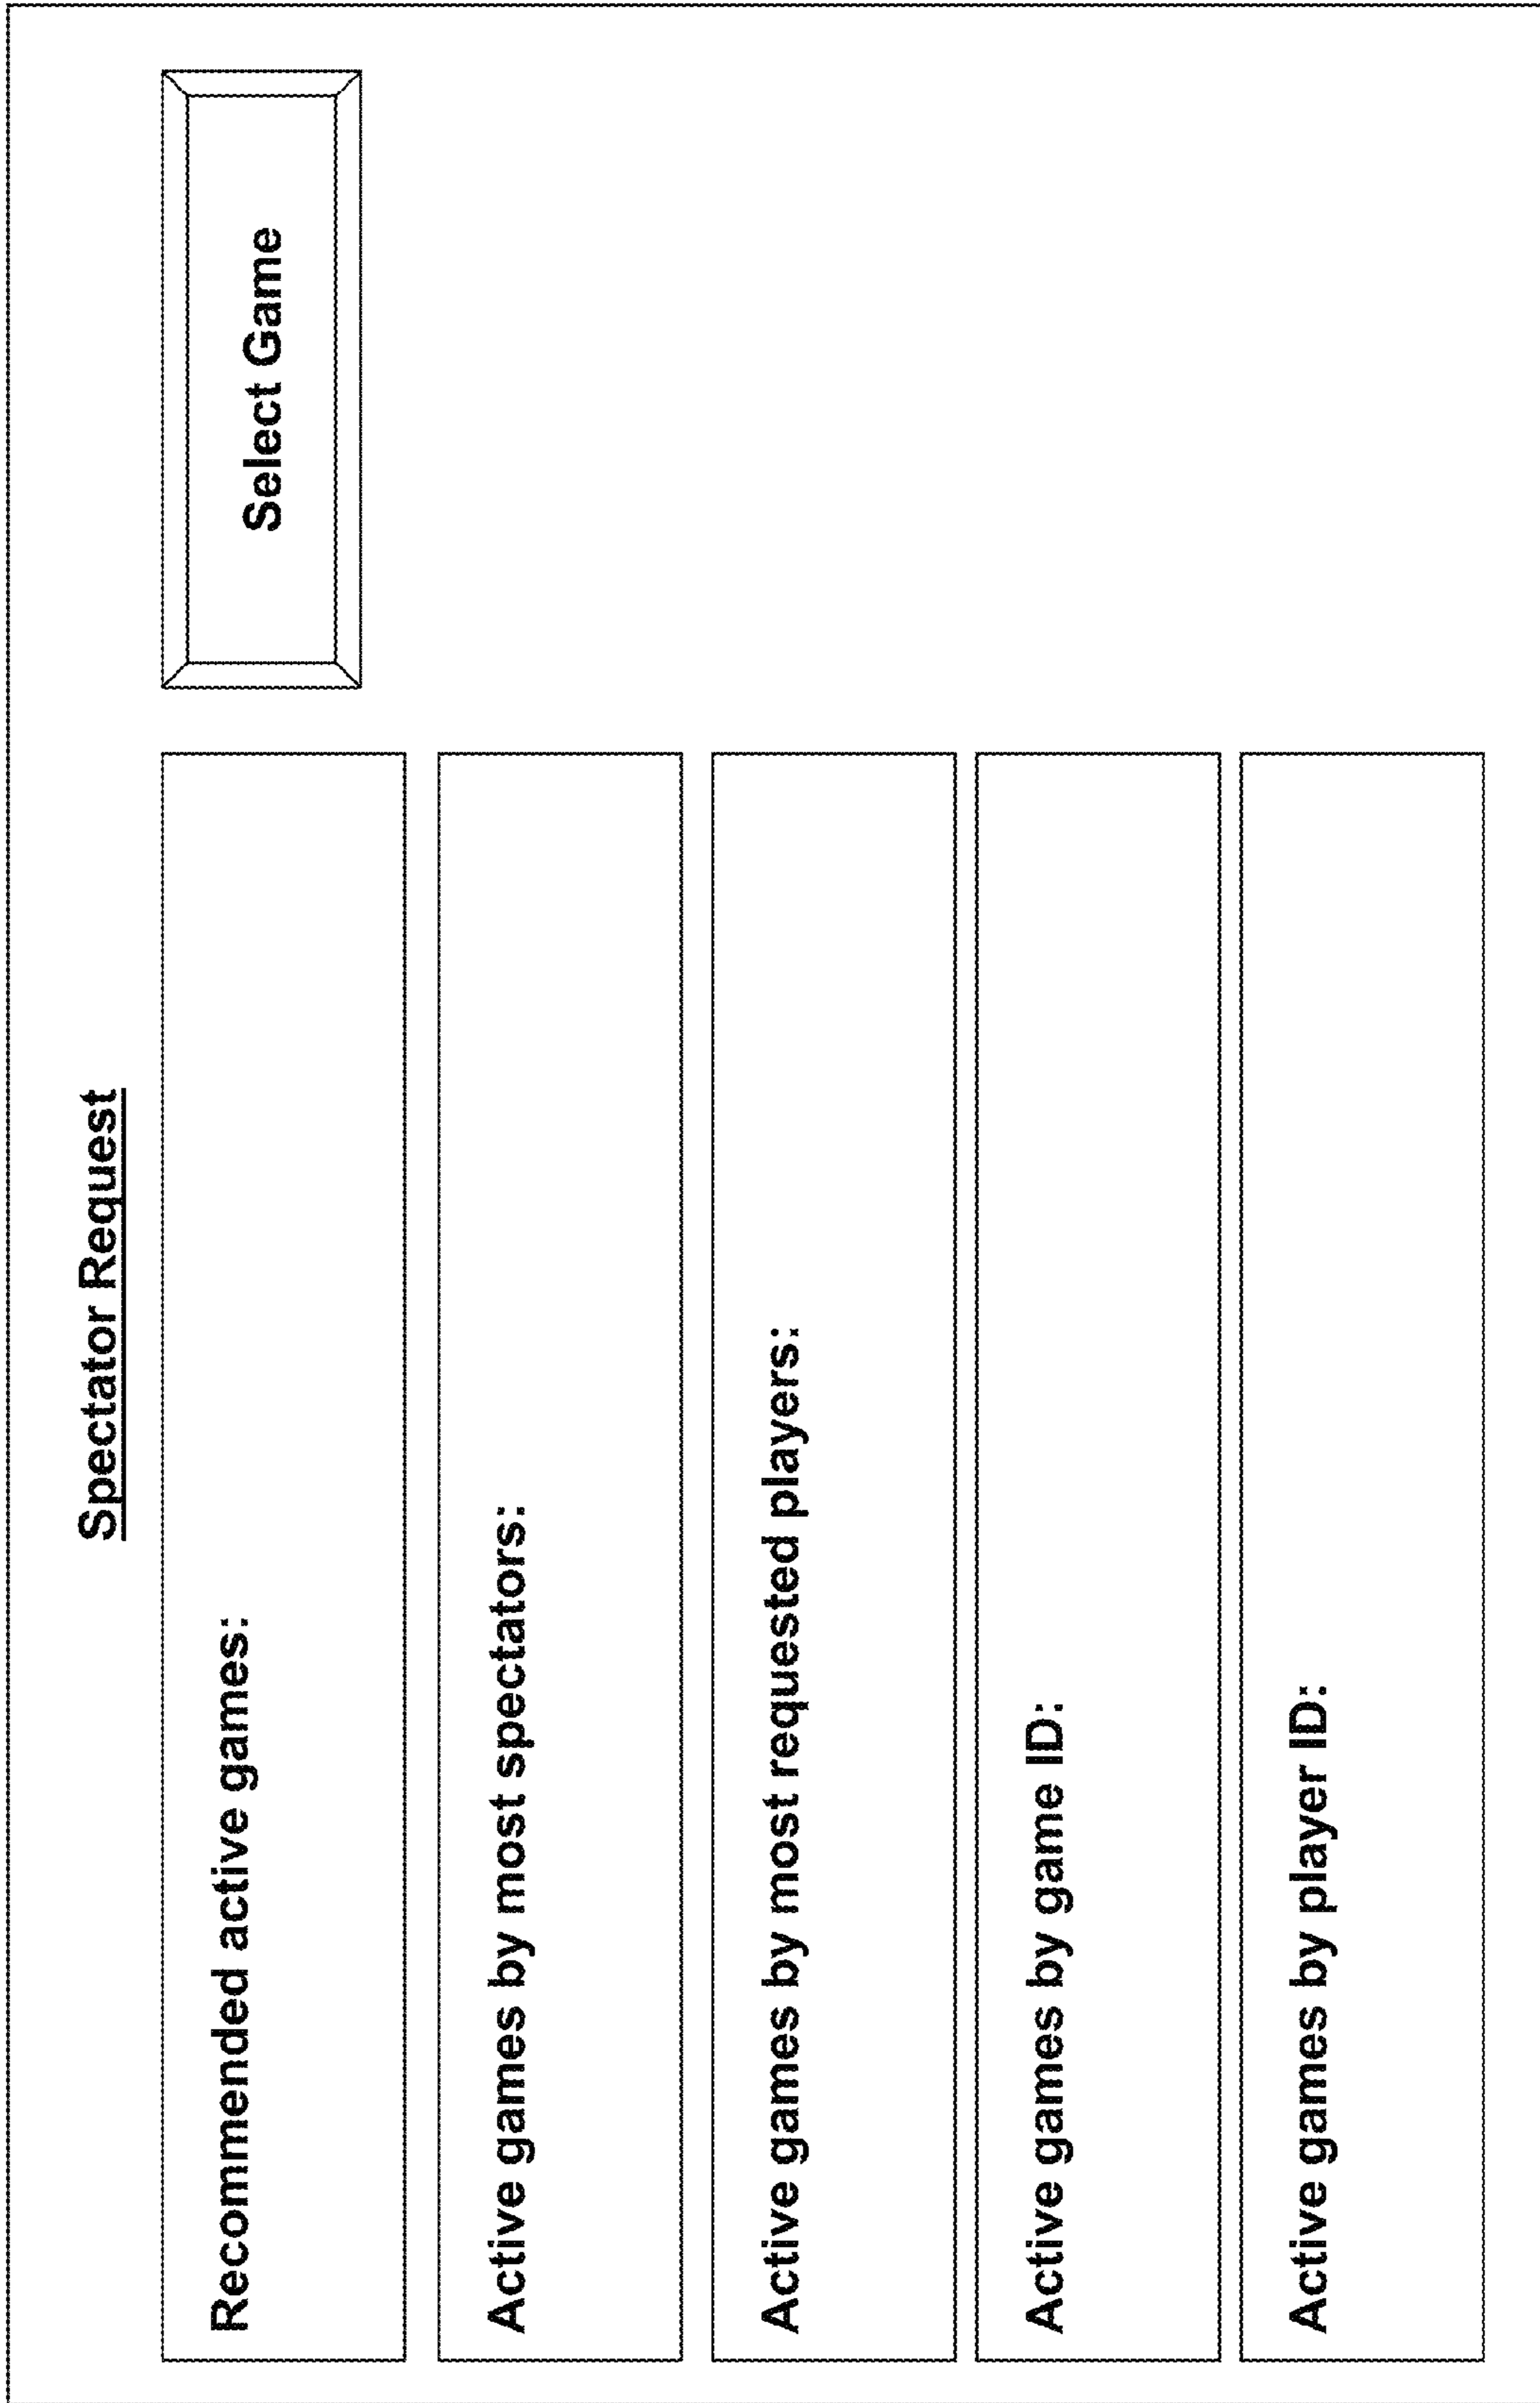 Spectator Request
Recommended active games:
Select Game
Active games by most spectators:
Active games by most requested players:
Active games by game ID:
Active games by player ID: